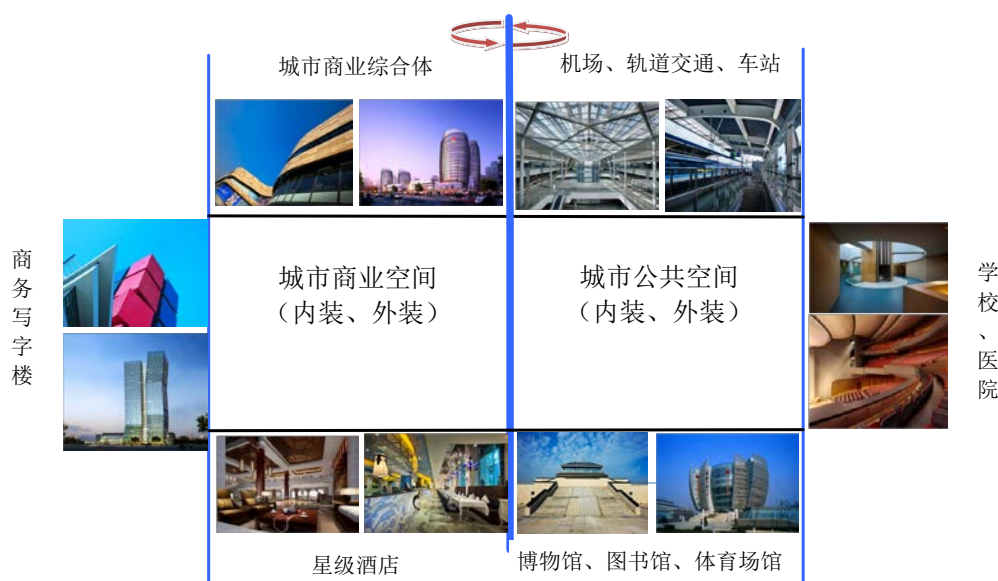 城市商业综合体
机场、轨道交通、车站
商务写字楼
城市商业空间
（内装、外装）
城市公共空间
（内装、外装）
学校、医院
星级酒店
博物馆、图书馆、体育场馆